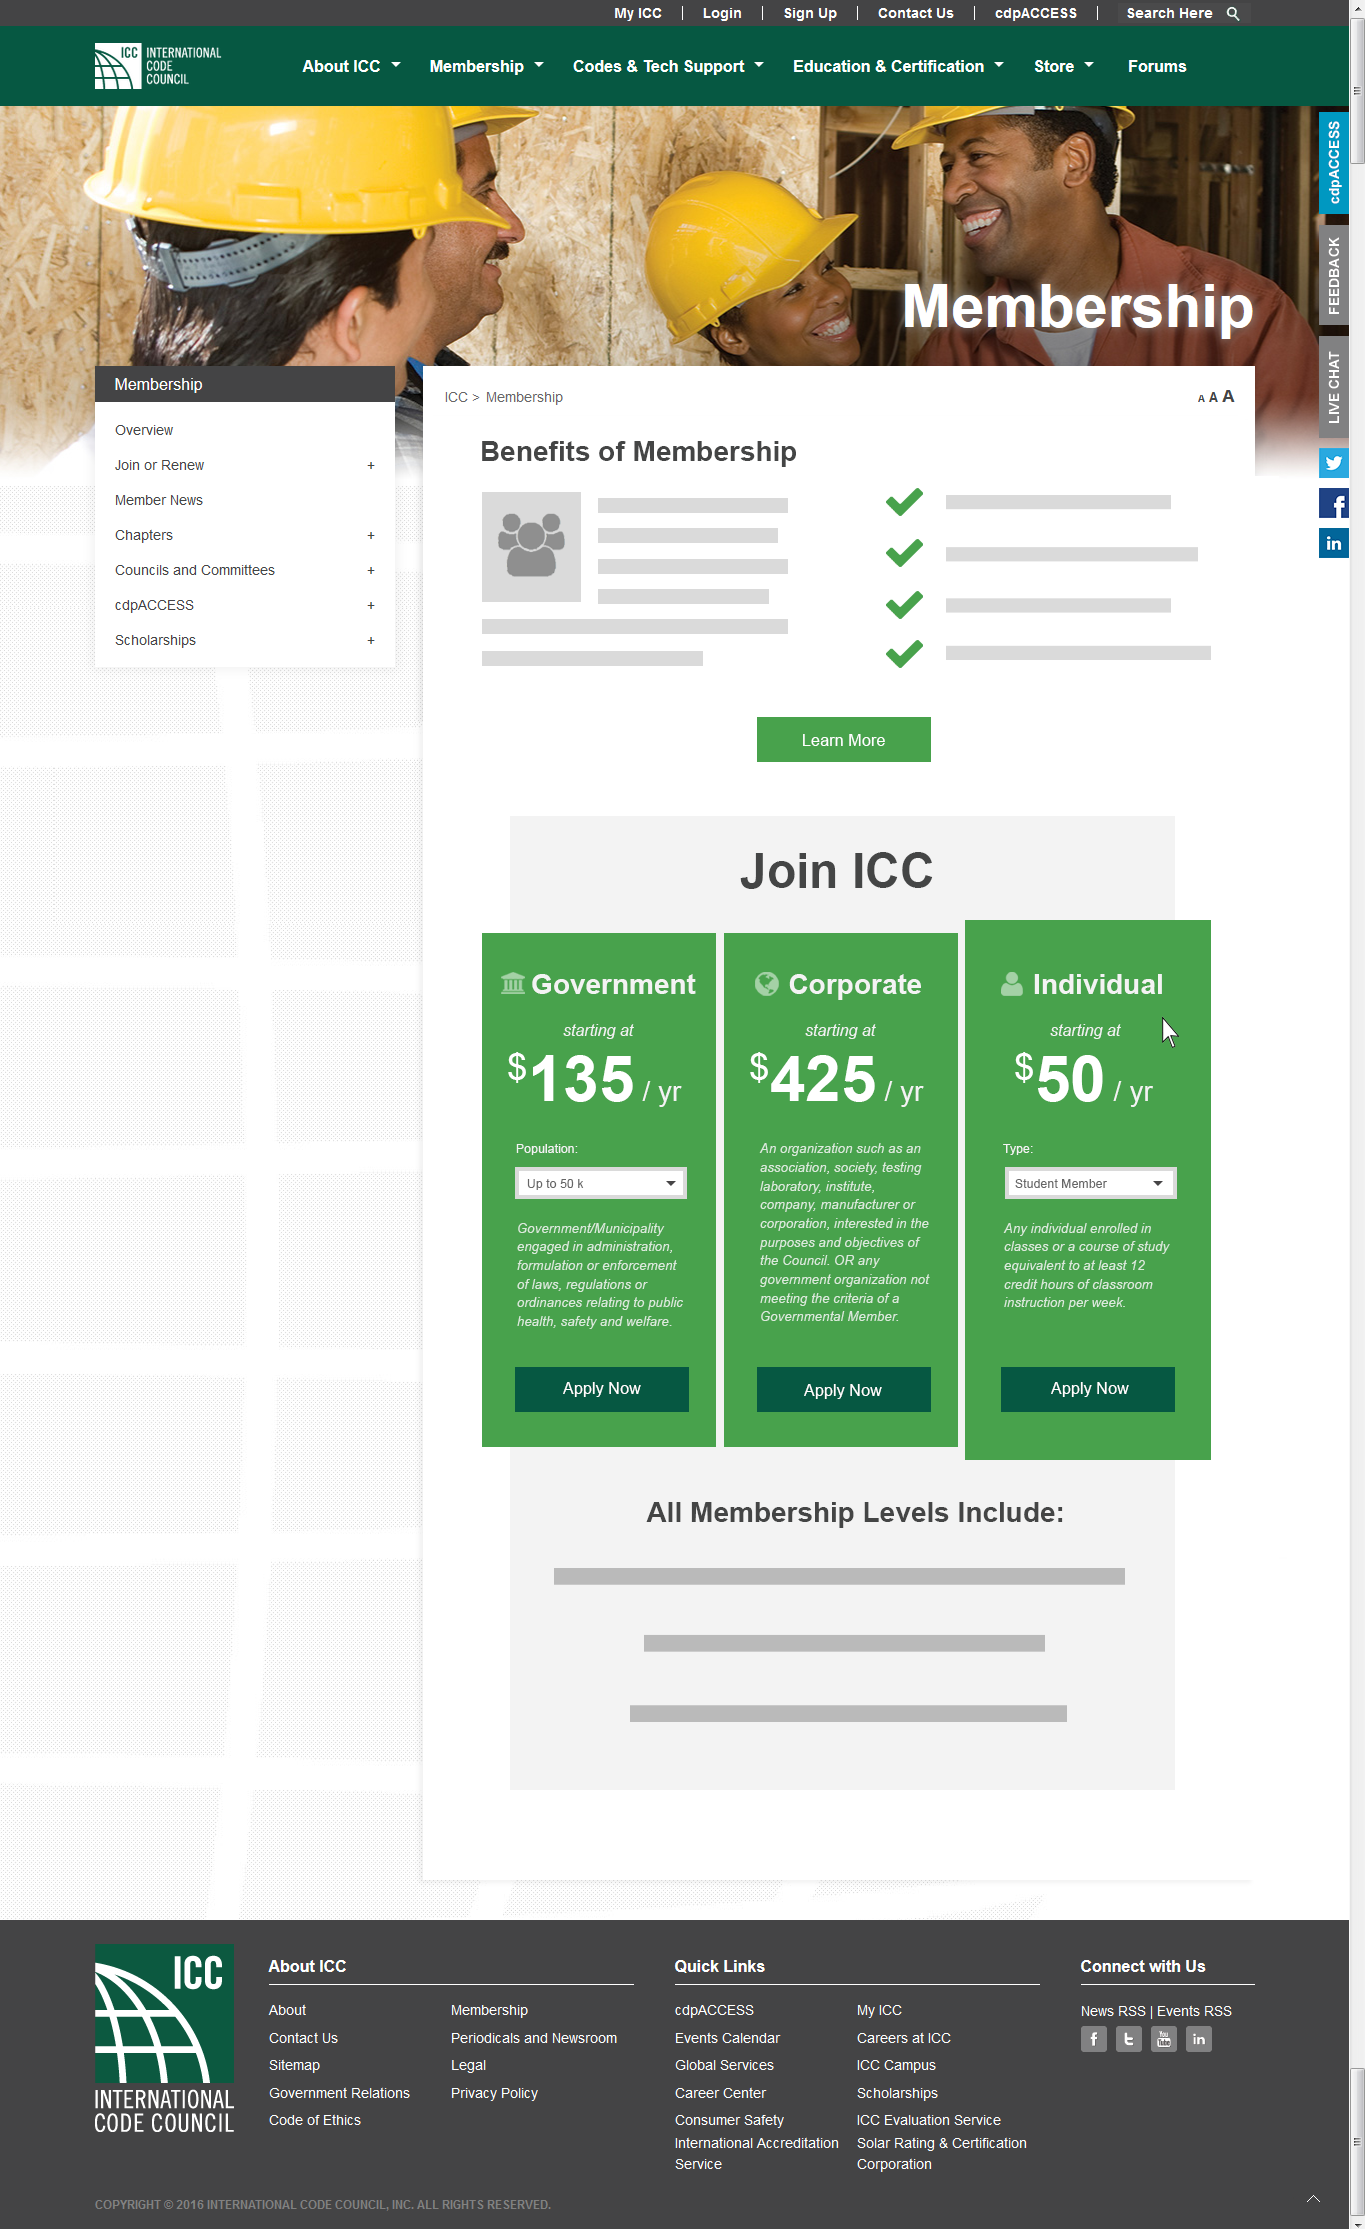 My ICC
Login
Sign Up
Contact Us
cdpACCESS
Search Here
ICC INTERNATIONAL
CODE
COUNCIL
About ICC
Membership
Codes & Tech Support
Education & Certification
Store
Forums
cdpACCESS
FEEDBACK
LIVE CHAT
Membership
Membership
Overview
Join or Renew +
Member News
Chapters +
Councils and Committees +
cdpACCESS +
Scholarships +
ICC > Membership
A A A
Benefits of Membership
Learn More
Join ICC
Government
starting at
$135 / yr
Population:
Up to 50 k
Government/Municipality
engaged in administration,
formulation or enforcement
of laws, regulations or
ordinances relating to public
health, safety and welfare.
Apply Now
Corporate
starting at
$425 / yr
An organization such as an
association, society, testing
laboratory, institute,
company, manufacturer or
corporation, interested in the
purposes and objectives of
the Council. OR any
government organization not
meeting the criteria of a
Governmental Member.
Apply Now
Individual
starting at
$50 / yr
Type:
Student Member
Any individual enrolled in
classes or a course of study
equivalent to at least 12
credit hours of classroom
instruction per week.
Apply Now
All Membership Levels Include:
ICC
INTERNATIONAL
CODE COUNCIL
About ICC
About
Contact Us
Sitemap
Government Relations
Code of Ethics
Membership
Periodicals and Newsroom
Legal
Privacy Policy
Quick Links
cdpACCESS
Events Calendar
Global Services
Career Center
Consumer Safety
International Accreditation
Service
My ICC
Careers at ICC
ICC Campus
Scholarships
ICC Evaluation Service
Solar Rating & Certification
Corporation
Connect with Us
News RSS | Events RSS
COPYRIGHT © 2016 INTERNATIONAL CODE COUNCIL, INC. ALL RIGHTS RESERVED.